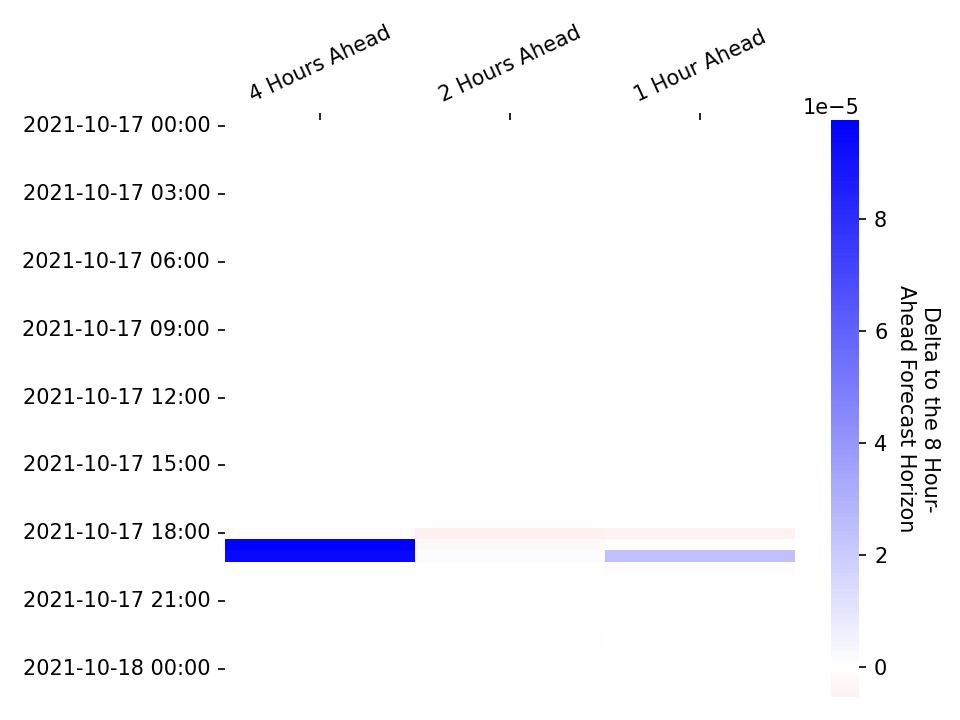 4 Hours Ahead
2 Hours Ahead
1 Hour Ahead
1e−5
2021-10-17 00:00
2021-10-17 03:00
2021-10-17 06:00
2021-10-17 09:00
2021-10-17 12:00
2021-10-17 15:00
2021-10-17 18:00
2021-10-17 21:00
2021-10-18 00:00
8
6
4
2
0
Delta to the 8 Hour-
Ahead Forecast Horizon